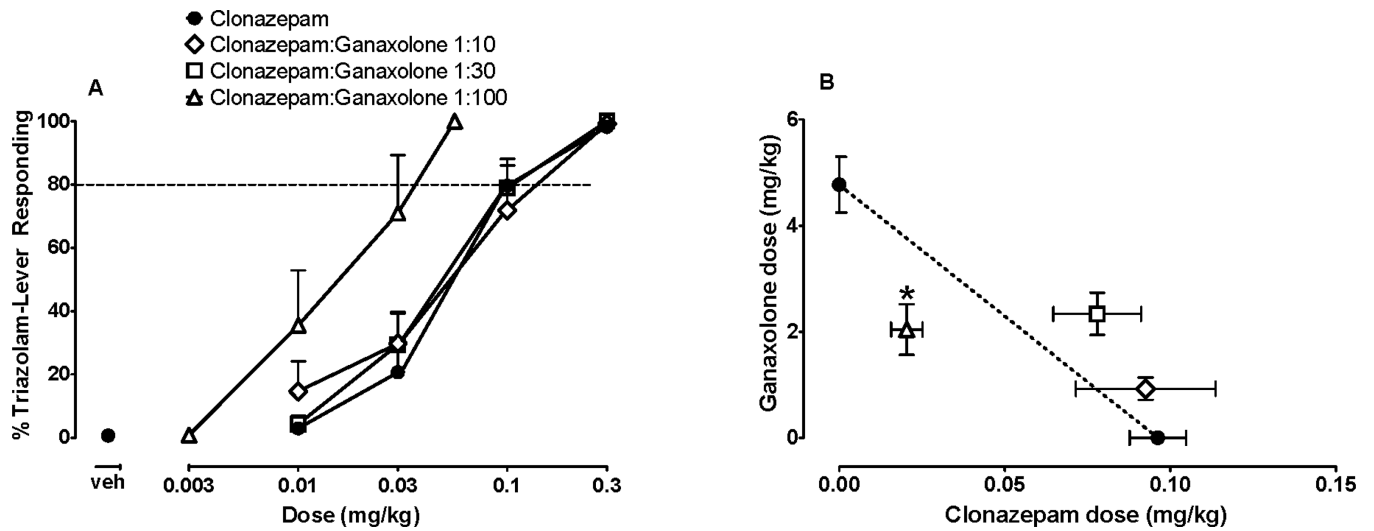 Clonazepam
Clonazepam:Ganaxolone 1:10
Clonazepam:Ganaxolone 1:30
Clonazepam:Ganaxolone 1:100
A
% Triazolam-Lever Responding
100
80
60
40
20
0
veh
0.003
0.01
0.03
0.1
0.3
Dose (mg/kg)
B
Ganaxolone dose (mg/kg)
6
4
2
0
*
0.00
0.05
0.10
0.15
Clonazepam dose (mg/kg)